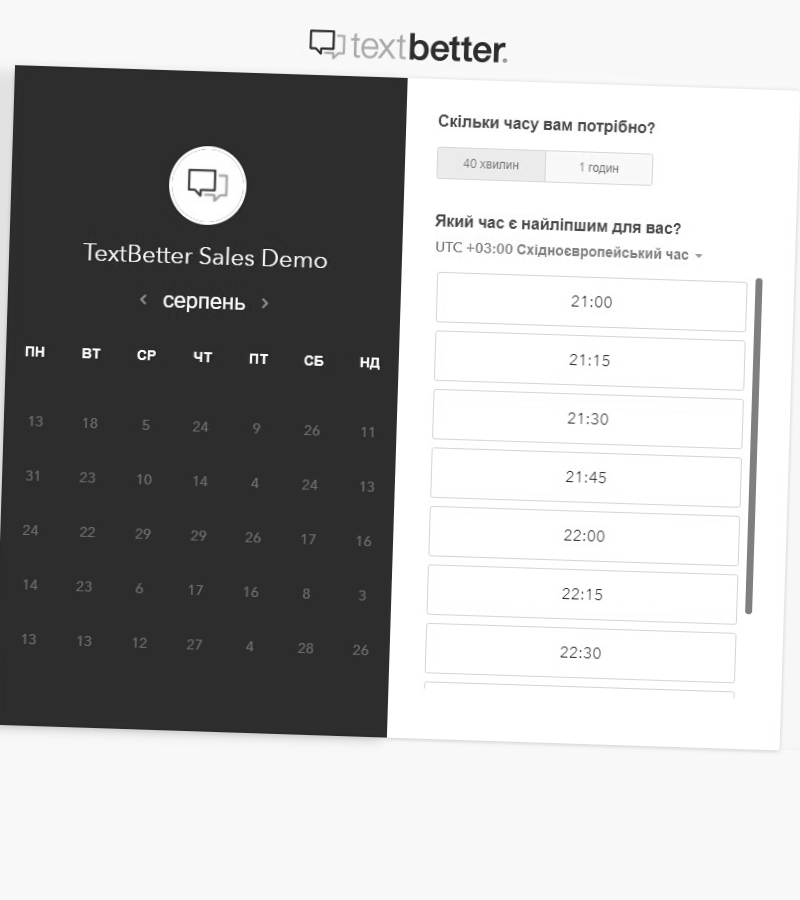 textbetter.
TextBetter Sales Demo
серпень
ПН ВТ СР ЧТ ПТ СБ НД
13 18 5 24 9 26 11
31 23 10 14 4 24 13
24 22 29 29 26 17 16
14 23 6 17 16 8 3
13 13 12 27 4 28 26
Скільки часу вам потрібно?
40 хвилин 1 годин
Який час є найліпшим для вас?
UTC +03:00 Східноєвропейський час
21:00
21:15
21:30
21:45
22:00
22:15
22:30